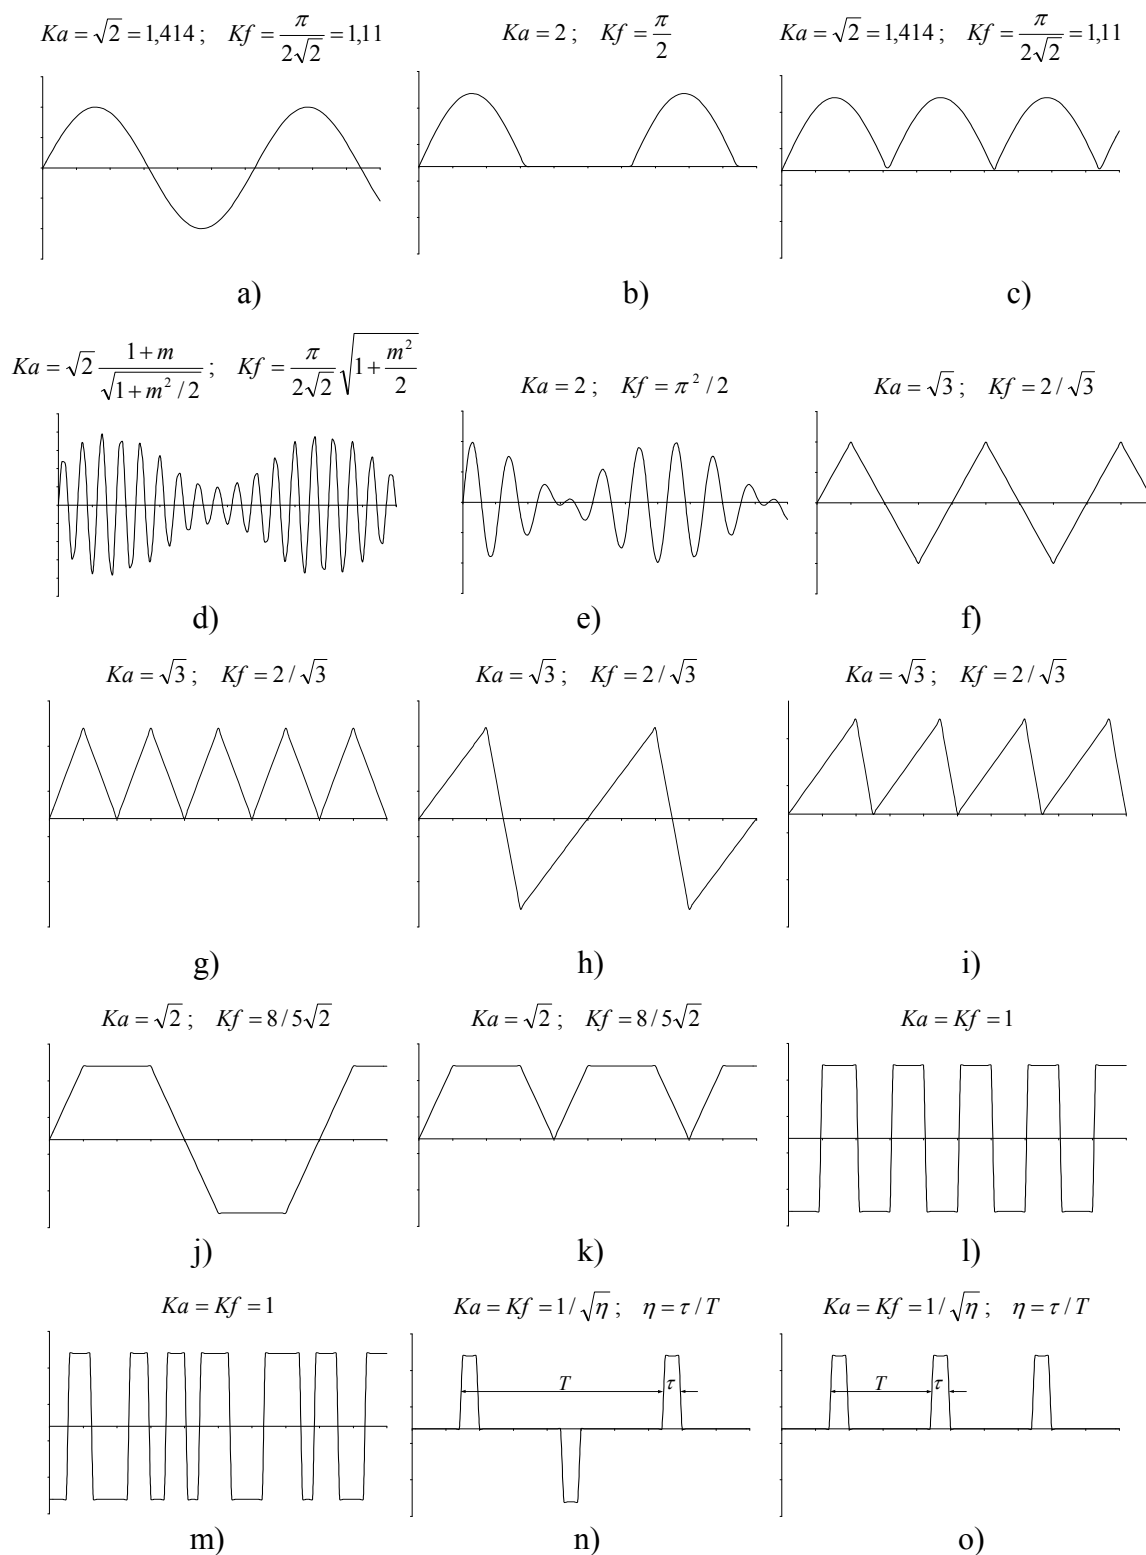 Ka = √2 = 1,414 ; Kf = π/(2√2) = 1,11
Ka = 2 ; Kf = π/2
Ka = √2 = 1,414 ; Kf = π/(2√2) = 1,11
a)
b)
c)
Ka = √2 (1 + m)/√(1 + m²/2) ; Kf = π/(2√2) √(1 + m²/2)
Ka = 2 ; Kf = π²/2
Ka = √3 ; Kf = 2/√3
d)
e)
f)
Ka = √3 ; Kf = 2/√3
Ka = √3 ; Kf = 2/√3
Ka = √3 ; Kf = 2/√3
g)
h)
i)
Ka = √2 ; Kf = 8/5√2
Ka = √2 ; Kf = 8/5√2
Ka = Kf = 1
j)
k)
l)
Ka = Kf = 1
Ka = Kf = 1/√η ; η = τ/T
Ka = Kf = 1/√η ; η = τ/T
T τ
T τ
m)
n)
o)